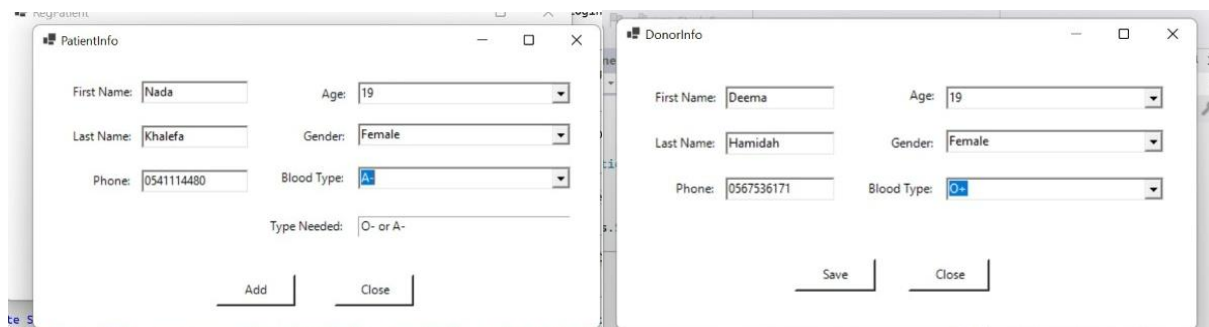 RegPatient
PatientInfo
First Name: Nada
Age: 19
Last Name: Khalefa
Gender: Female
Phone: 0541114480
Blood Type: A-
Type Needed: O- or A-
Add
Close
DonorInfo
First Name: Deema
Age: 19
Last Name: Hamidah
Gender: Female
Phone: 0567536171
Blood Type: O+
Save
Close